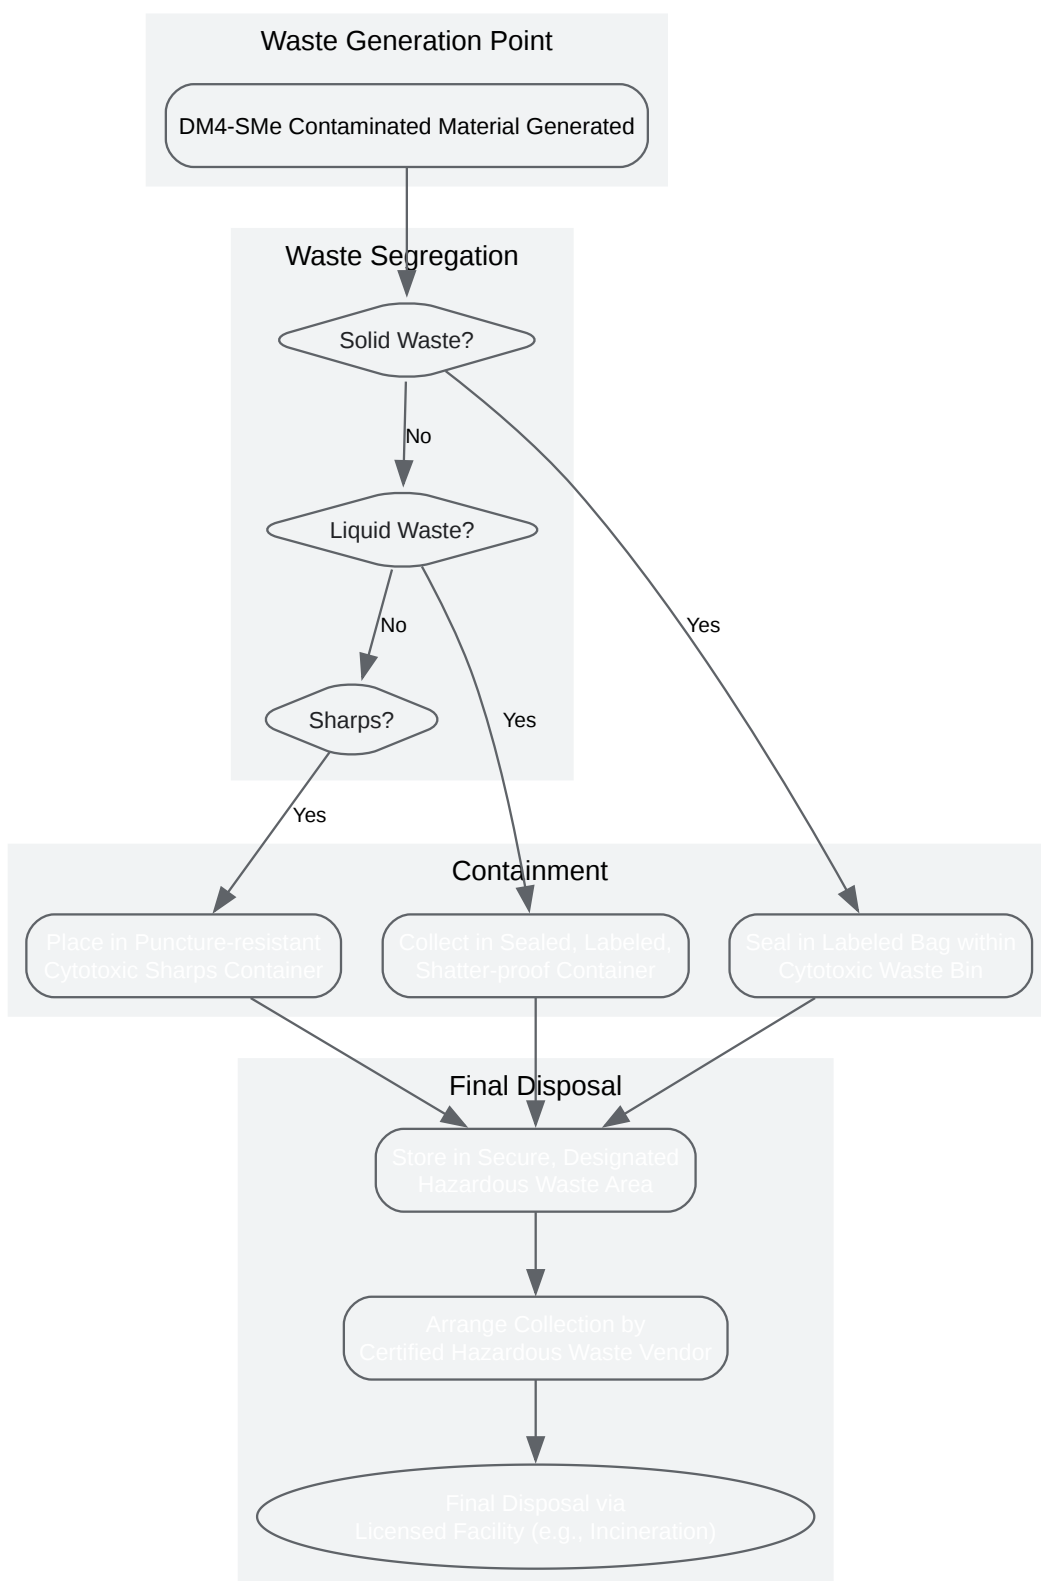 Waste Generation Point
DM4-SMe Contaminated Material Generated
Waste Segregation
Solid Waste?
No
Liquid Waste?
No
Yes
Sharps?
Yes
Yes
Containment
Place in Puncture-resistant
Cytotoxic Sharps Container
Collect in Sealed, Labeled,
Shatter-proof Container
Seal in Labeled Bag within
Cytotoxic Waste Bin
Final Disposal
Store in Secure, Designated
Hazardous Waste Area
Arrange Collection by
Certified Hazardous Waste Vendor
Final Disposal via
Licensed Facility (e.g., Incineration)